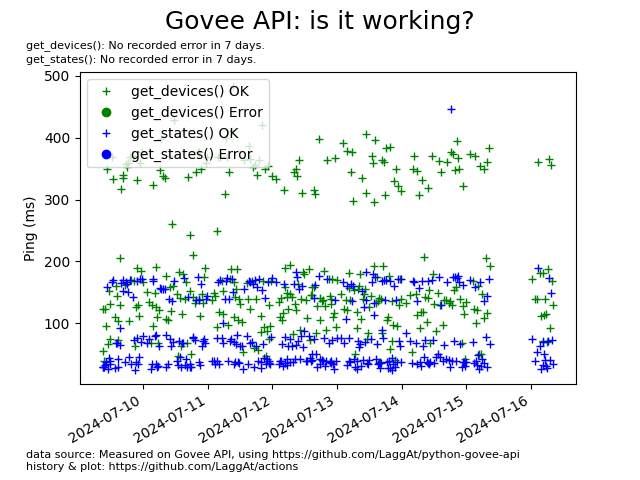 Govee API: is it working?
get_devices(): No recorded error in 7 days.
get_states(): No recorded error in 7 days.
500
400
300
200
100
Ping (ms)
get_devices() OK
get_devices() Error
get_states() OK
get_states() Error
2024-07-10
2024-07-11
2024-07-12
2024-07-13
2024-07-14
2024-07-15
2024-07-16
data source: Measured on Govee API, using https://github.com/LaggAt/python-govee-api
history & plot: https://github.com/LaggAt/actions